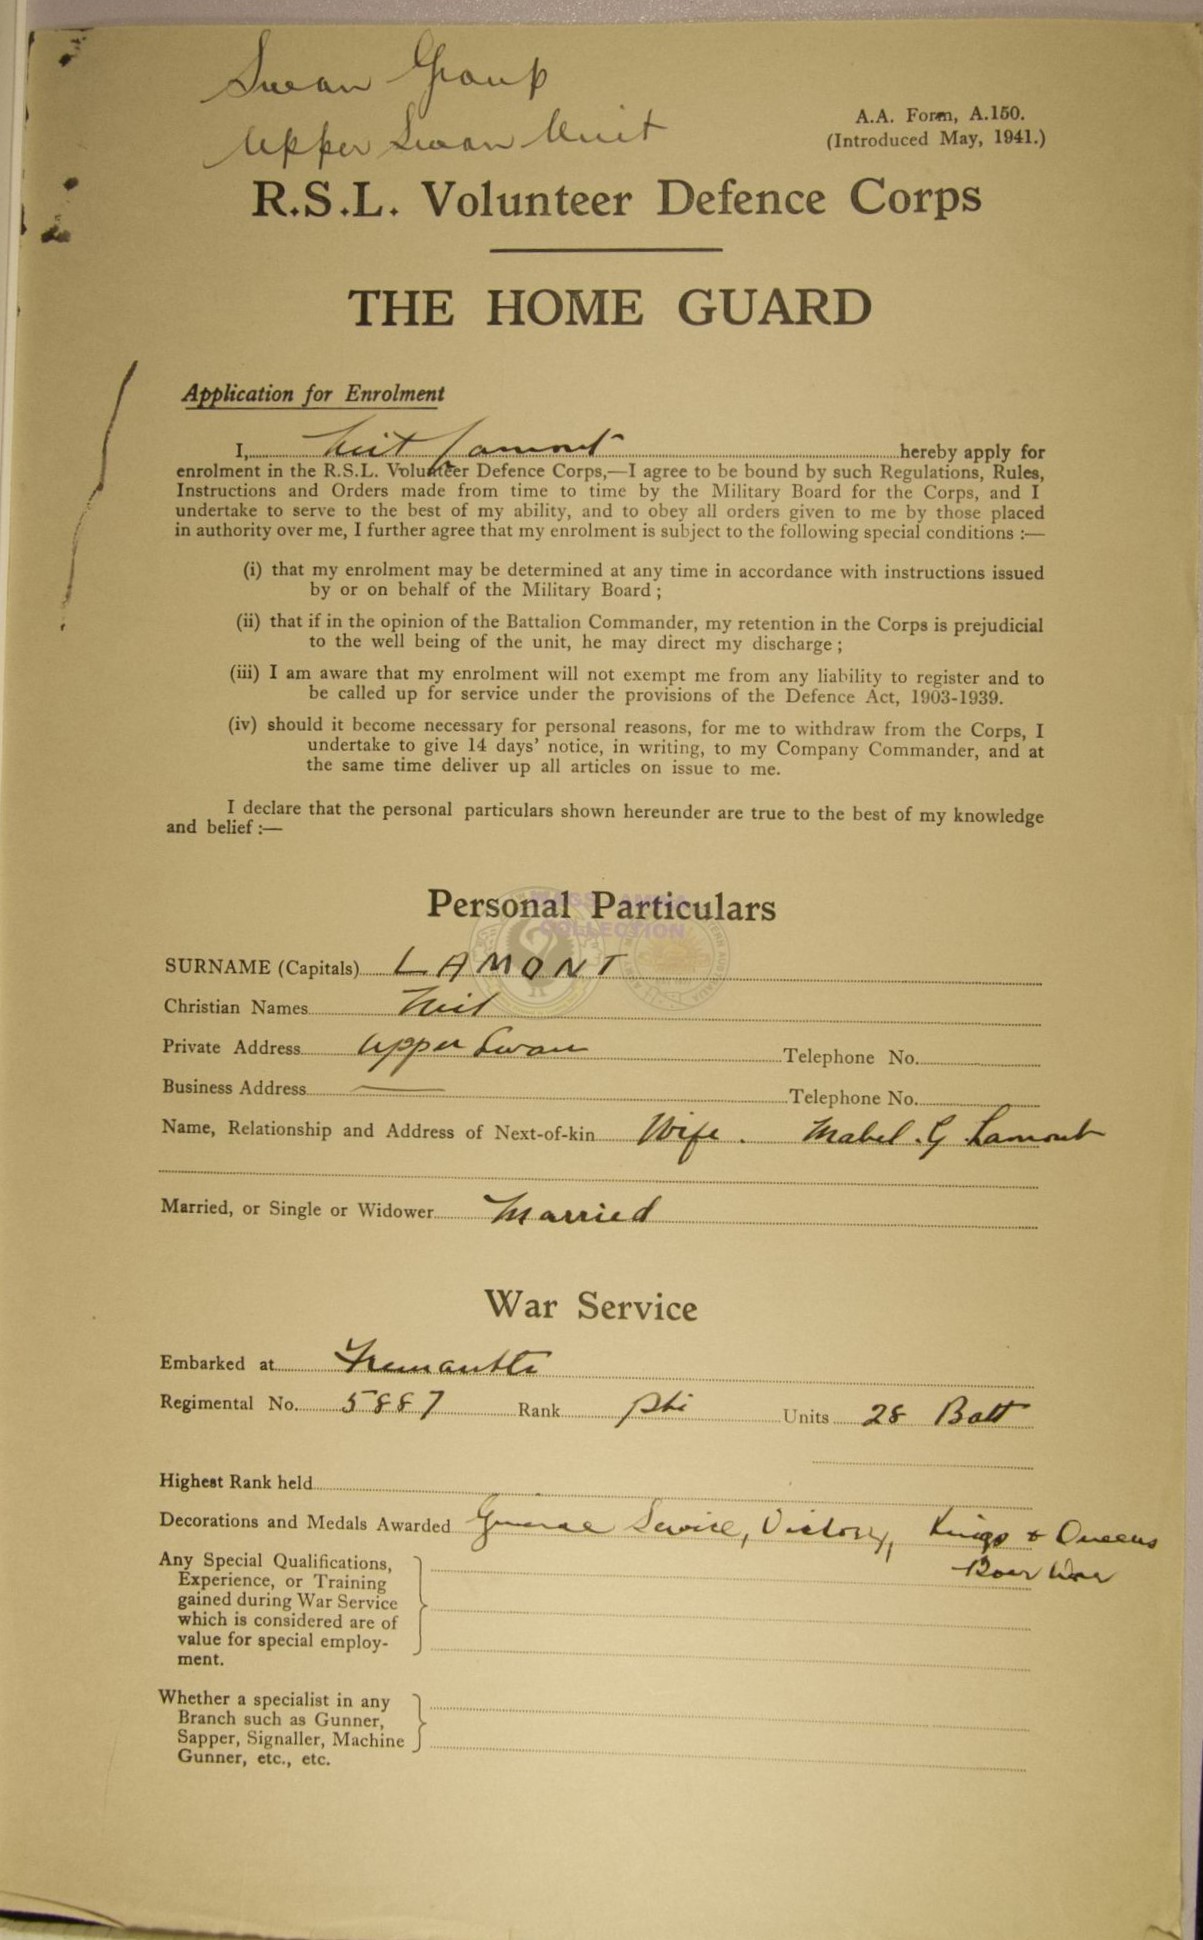 Swan Group
Upper Swan Unit
A.A. Form, A.150.
(Introduced May, 1941.)
R.S.L. Volunteer Defence Corps
THE HOME GUARD
Application for Enrolment
I, Neil Lamont hereby apply for
enrolment in the R.S.L. Volunteer Defence Corps,—I agree to be bound by such Regulations, Rules,
Instructions and Orders made from time to time by the Military Board for the Corps, and I
undertake to serve to the best of my ability, and to obey all orders given to me by those placed
in authority over me, I further agree that my enrolment is subject to the following special conditions :—
(i) that my enrolment may be determined at any time in accordance with instructions issued
by or on behalf of the Military Board ;
(ii) that if in the opinion of the Battalion Commander, my retention in the Corps is prejudicial
to the well being of the unit, he may direct my discharge ;
(iii) I am aware that my enrolment will not exempt me from any liability to register and to
be called up for service under the provisions of the Defence Act, 1903-1939.
(iv) should it become necessary for personal reasons, for me to withdraw from the Corps, I
undertake to give 14 days' notice, in writing, to my Company Commander, and at
the same time deliver up all articles on issue to me.
I declare that the personal particulars shown hereunder are true to the best of my knowledge
and belief :—
Personal Particulars
COLLECTION
SURNAME (Capitals) LAMONT
Christian Names Neil
Private Address Upper Swan Telephone No.
Business Address — Telephone No.
Name, Relationship and Address of Next-of-kin Wife. Mabel. G Lamont
Married, or Single or Widower Married
War Service
Embarked at Fremantle
Regimental No. 5887 Rank Pte Units 28 Batt
Highest Rank held
Decorations and Medals Awarded General Service, Victory, Kings & Queens
Boer War
Any Special Qualifications,
Experience, or Training
gained during War Service
which is considered are of
value for special employ-
ment.
Whether a specialist in any
Branch such as Gunner,
Sapper, Signaller, Machine
Gunner, etc., etc.